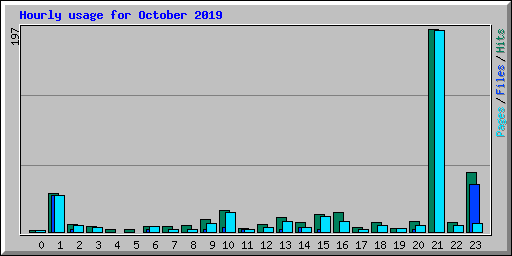 Hourly usage for October 2019
197
Pages/Files/Hits
0 1 2 3 4 5 6 7 8 9 10 11 12 13 14 15 16 17 18 19 20 21 22 23